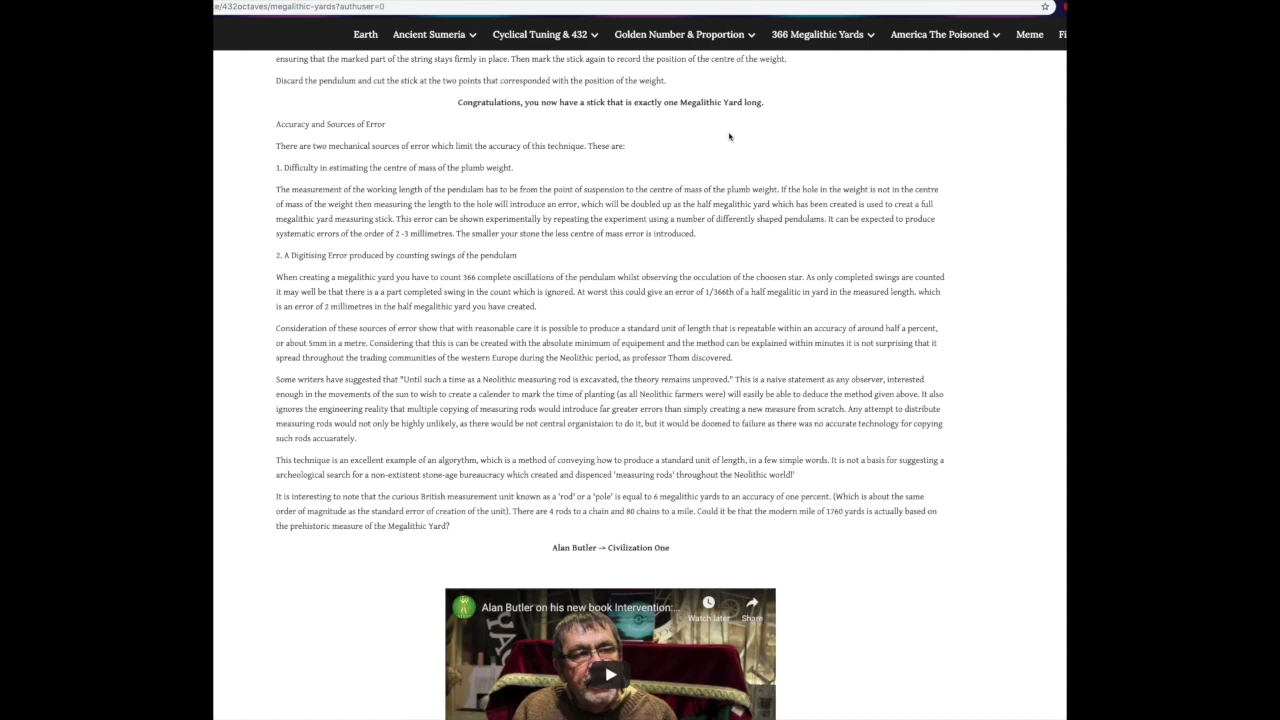 e/432octaves/megalithic-yards?authuser=0
Earth Ancient Sumeria Cyclical Tuning & 432 Golden Number & Proportion 366 Megalithic Yards America The Poisoned Meme Fi
ensuring that the marked part of the string stays firmly in place. Then mark the stick again to record the position of the centre of the weight.
Discard the pendulum and cut the stick at the two points that corresponded with the position of the weight.
Congratulations, you now have a stick that is exactly one Megalithic Yard long.
Accuracy and Sources of Error
There are two mechanical sources of error which limit the accuracy of this technique. These are:
1. Difficulty in estimating the centre of mass of the plumb weight.
The measurement of the working length of the pendulam has to be from the point of suspension to the centre of mass of the plumb weight. If the hole in the weight is not in the centre
of mass of the weight then measuring the length to the hole will introduce an error, which will be doubled up as the half megalithic yard which has been created is used to creat a full
megalithic yard measuring stick. This error can be shown experimentally by repeating the experiment using a number of differently shaped pendulams. It can be expected to produce
systematic errors of the order of 2 -3 millimetres. The smaller your stone the less centre of mass error is introduced.
2. A Digitising Error produced by counting swings of the pendulam
When creating a megalithic yard you have to count 366 complete oscillations of the pendulam whilst observing the occulation of the choosen star. As only completed swings are counted
it may well be that there is a a part completed swing in the count which is ignored. At worst this could give an error of 1/366th of a half megalitic in yard in the measured length. which
is an error of 2 millimetres in the half megalithic yard you have created.
Consideration of these sources of error show that with reasonable care it is possible to produce a standard unit of length that is repeatable within an accuracy of around half a percent,
or about 5mm in a metre. Considering that this is can be created with the absolute minimum of equipement and the method can be explained within minutes it is not surprising that it
spread throughout the trading communities of the western Europe during the Neolithic period, as professor Thom discovered.
Some writers have suggested that "Until such a time as a Neolithic measuring rod is excavated, the theory remains unproved." This is a naive statement as any observer, interested
enough in the movements of the sun to wish to create a calender to mark the time of planting (as all Neolithic farmers were) will easily be able to deduce the method given above. It also
ignores the engineering reality that multiple copying of measuring rods would introduce far greater errors than simply creating a new measure from scratch. Any attempt to distribute
measuring rods would not only be highly unlikely, as there would be not central organistaion to do it, but it would be doomed to failure as there was no accurate technology for copying
such rods accuarately.
This technique is an excellent example of an algorythm, which is a method of conveying how to produce a standard unit of length, in a few simple words. It is not a basis for suggesting a
archeological search for a non-extistent stone-age bureaucracy which created and dispenced 'measuring rods' throughout the Neolithic world!'
It is interesting to note that the curious British measurement unit known as a 'rod' or a 'pole' is equal to 6 megalithic yards to an accuracy of one percent. (Which is about the same
order of magnitude as the standard error of creation of the unit). There are 4 rods to a chain and 80 chains to a mile. Could it be that the modern mile of 1760 yards is actually based on
the prehistoric measure of the Megalithic Yard?
Alan Butler -> Civilization One
Alan Butler on his new book Intervention:...
Watch later Share